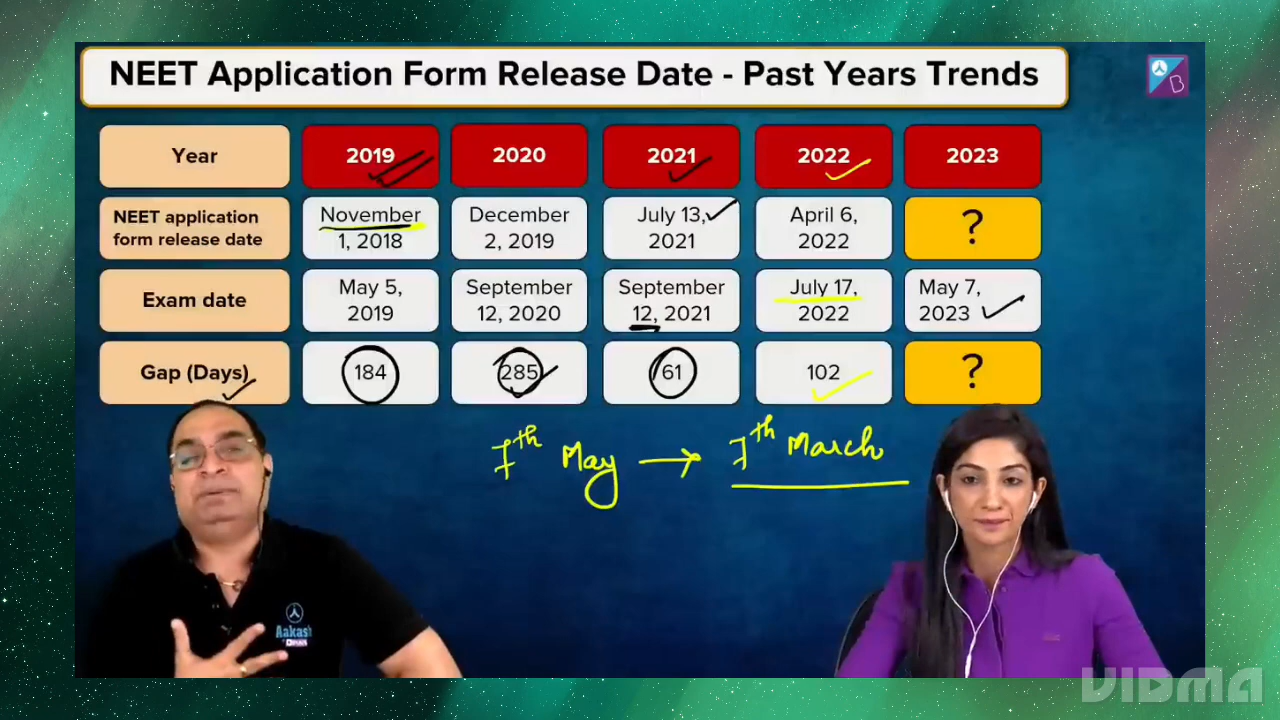 NEET Application Form Release Date - Past Years Trends
B
Year
2019
2020
2021
2022
2023
NEET application
form release date
November
1, 2018
December
2, 2019
July 13,
2021
April 6,
2022
?
Exam date
May 5,
2019
September
12, 2020
September
12, 2021
July 17,
2022
May 7,
2023
Gap (Days)
184
285
61
102
?
7th May → 7th March
Aakash
BYJU'S
VIDMA